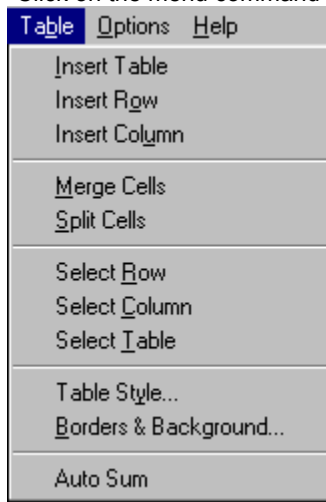 Click on the menu command
Table Options Help
Insert Table
Insert Row
Insert Column
Merge Cells
Split Cells
Select Row
Select Column
Select Table
Table Style...
Borders & Background...
Auto Sum